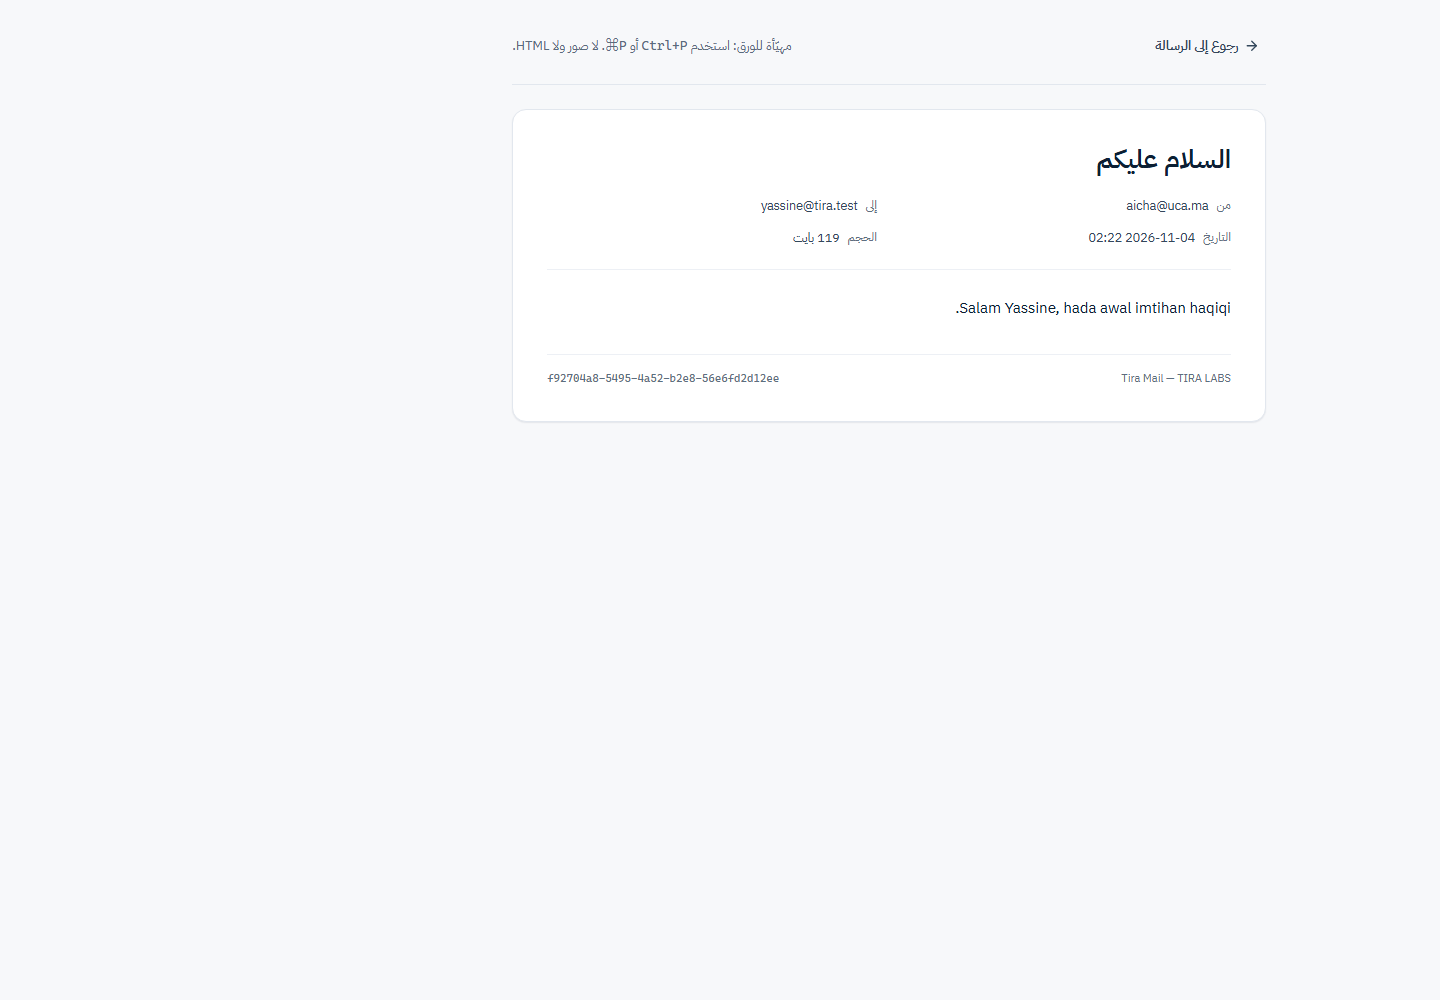 رجوع إلى الرسالة
مهيّأة للورق: استخدم Ctrl+P أو ⌘P. لا صور ولا HTML.
السلام عليكم
من aicha@uca.ma
إلى yassine@tira.test
التاريخ 2026-11-04 02:22
الحجم 119 بايت
Salam Yassine, hada awal imtihan haqiqi.
Tira Mail — TIRA LABS
f92704a8-5495-4a52-b2e8-56e6fd2d12ee